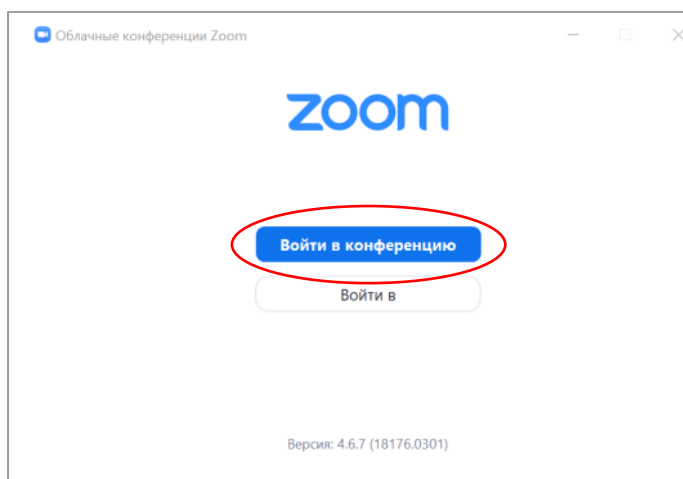 Облачные конференции Zoom
zoom
Войти в конференцию
Войти в
Версия: 4.6.7 (18176.0301)